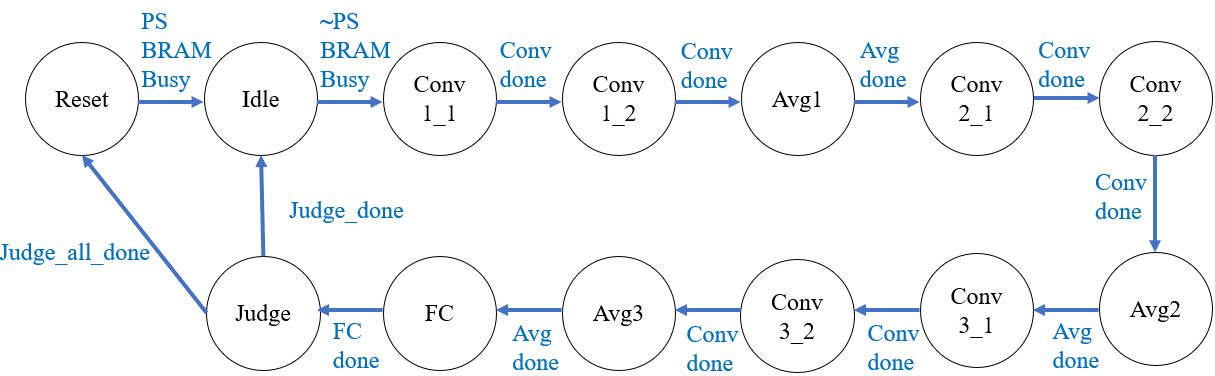 PS
BRAM
Busy
~PS
BRAM
Busy
Reset
Idle
Conv
1_1
Conv
done
Conv
1_2
Conv
done
Avg1
Avg
done
Conv
2_1
Conv
done
Conv
2_2
Conv
done
Judge_done
Judge_all_done
Judge
FC
done
FC
Avg
done
Avg3
Conv
done
Conv
3_2
Conv
done
Conv
3_1
Avg
done
Avg2